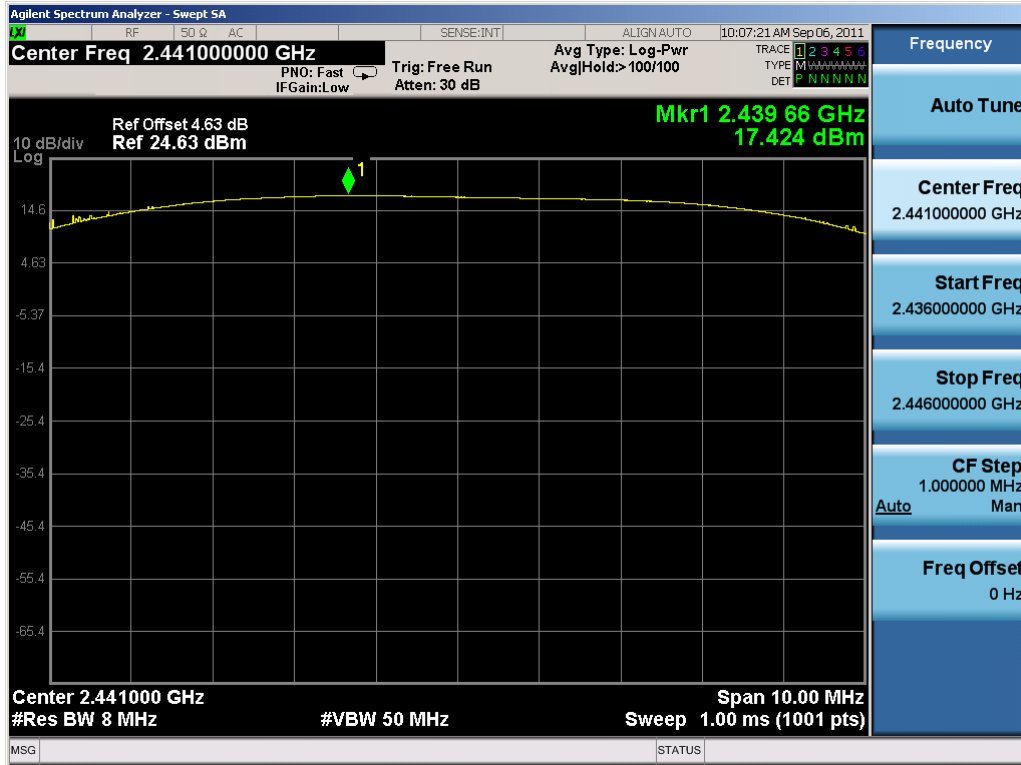 Agilent Spectrum Analyzer - Swept SA
LXI RF 50 Ω AC SENSE:INT ALIGN AUTO 10:07:21 AM Sep 06, 2011
Center Freq 2.441000000 GHz
PNO: Fast
IFGain:Low
Trig: Free Run
Atten: 30 dB
Avg Type: Log-Pwr
Avg|Hold:>100/100
TRACE 1 2 3 4 5 6
TYPE M WWWWW
DET P N N N N N
Frequency
Mkr1 2.439 66 GHz
17.424 dBm
Ref Offset 4.63 dB
10 dB/div Ref 24.63 dBm
Log
1
14.6
4.63
-5.37
-15.4
-25.4
-35.4
-45.4
-55.4
-65.4
Center 2.441000 GHz Span 10.00 MHz
#Res BW 8 MHz #VBW 50 MHz Sweep 1.00 ms (1001 pts)
MSG STATUS
Auto Tune
Center Freq
2.441000000 GHz
Start Freq
2.436000000 GHz
Stop Freq
2.446000000 GHz
CF Step
1.000000 MHz
Auto Man
Freq Offset
0 Hz